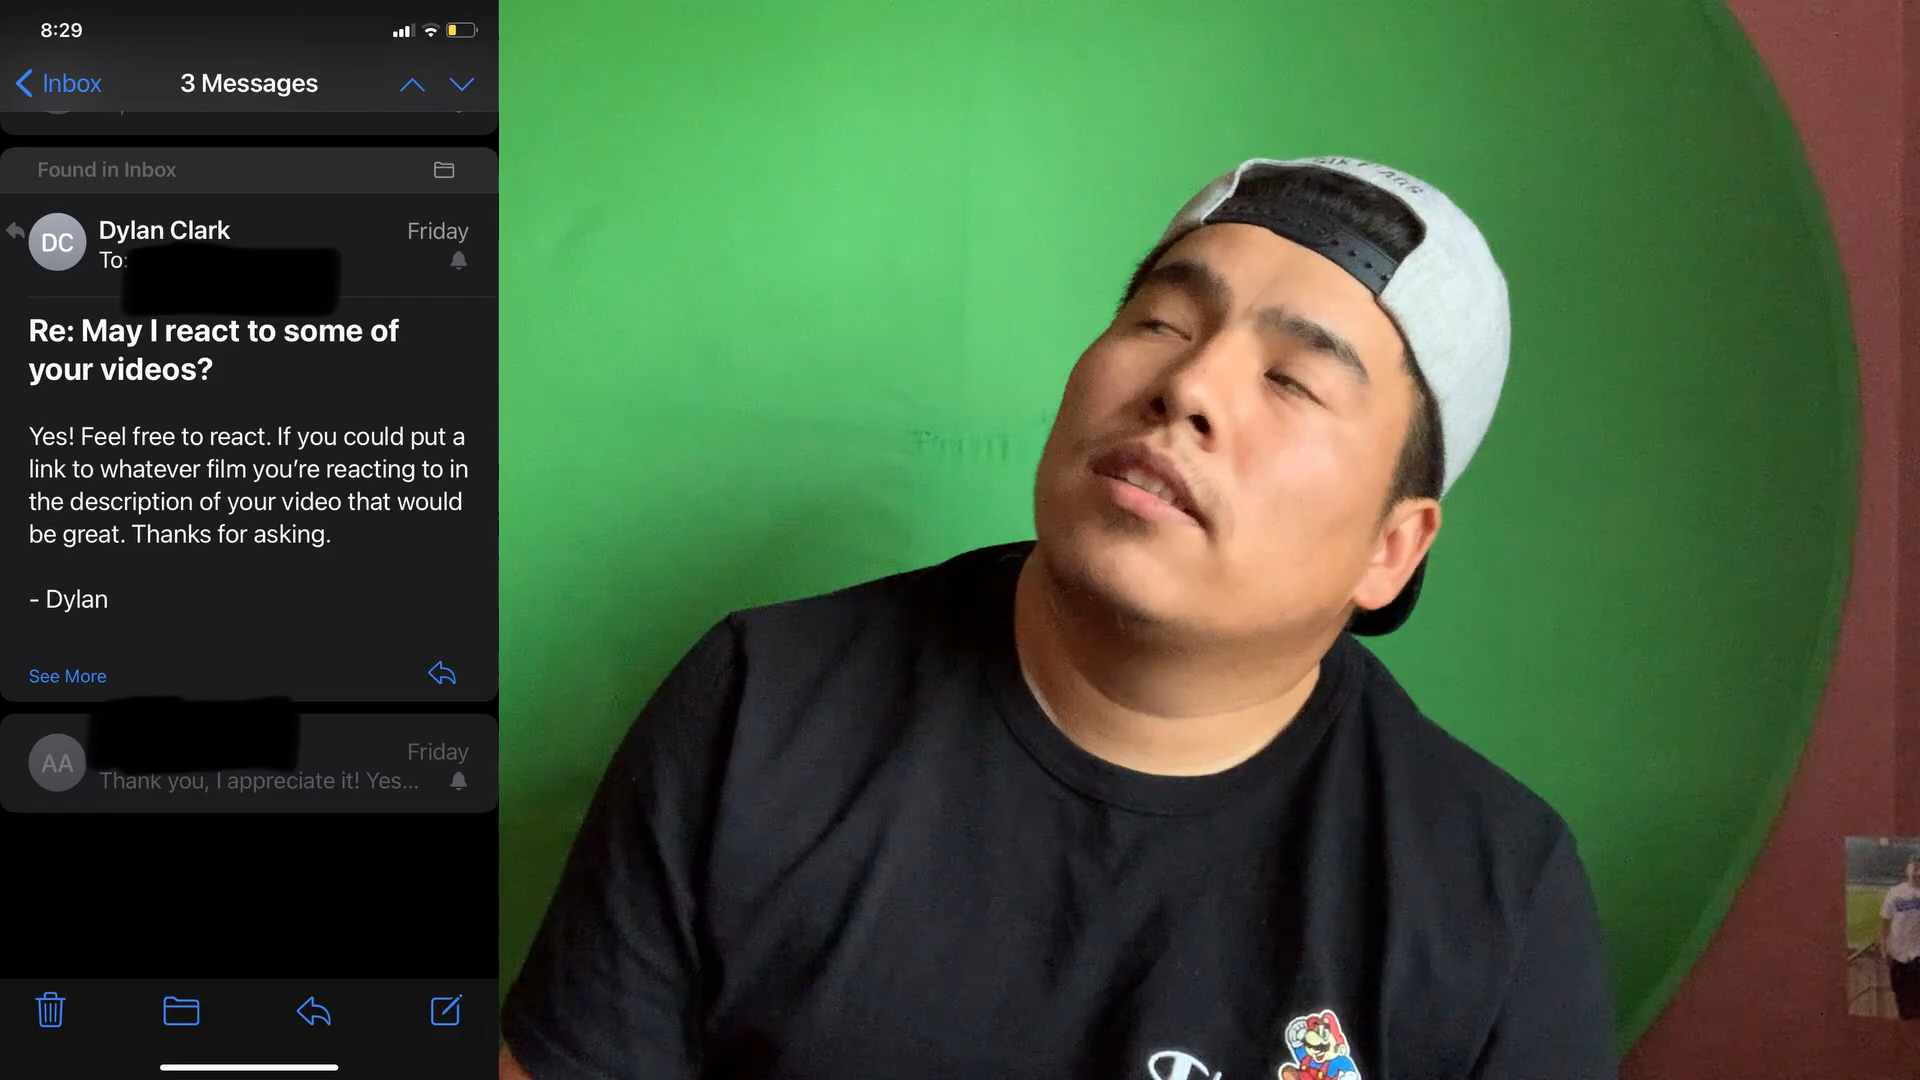 8:29
Inbox
3 Messages
Found in Inbox
DC
Dylan Clark
Friday
To:
Re: May I react to some of
your videos?
Yes! Feel free to react. If you could put a
link to whatever film you're reacting to in
the description of your video that would
be great. Thanks for asking.
- Dylan
See More
AA
Friday
Thank you, I appreciate it! Yes...